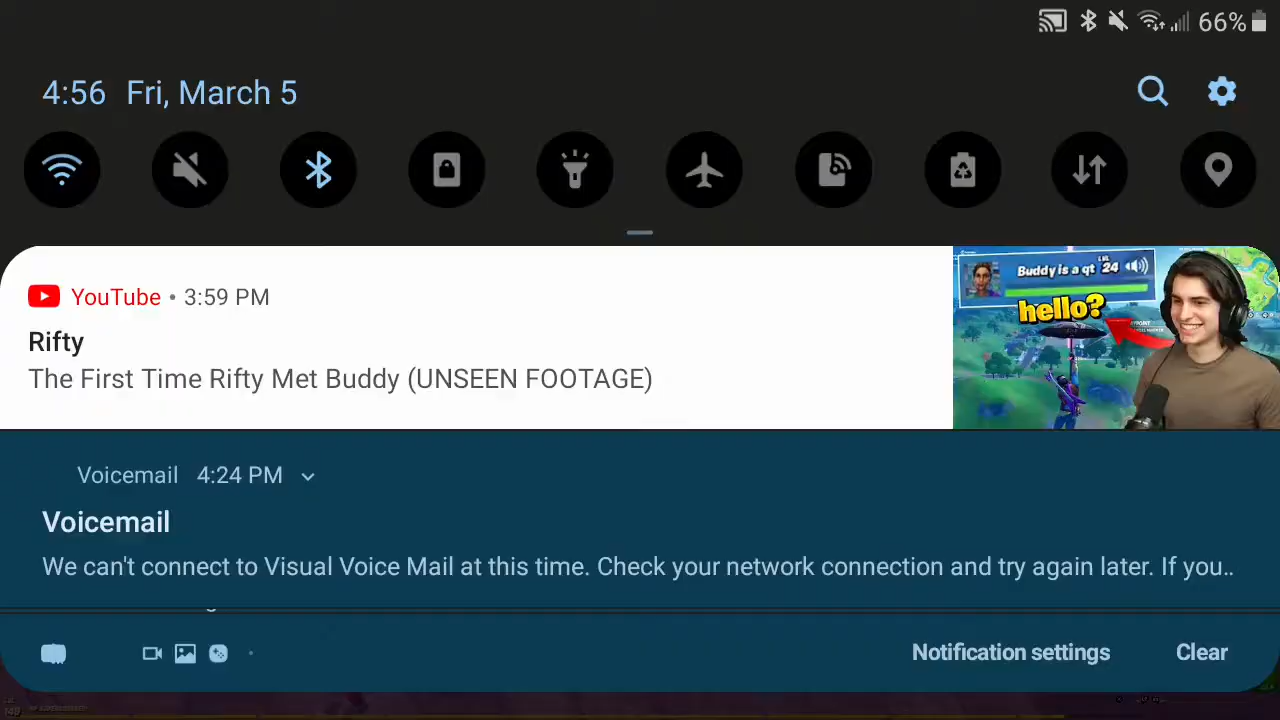 66%
4:56 Fri, March 5
YouTube • 3:59 PM
Rifty
The First Time Rifty Met Buddy (UNSEEN FOOTAGE)
Buddy is a qt LVL 24
hello?
Voicemail 4:24 PM
Voicemail
We can't connect to Visual Voice Mail at this time. Check your network connection and try again later. If you..
Notification settings Clear